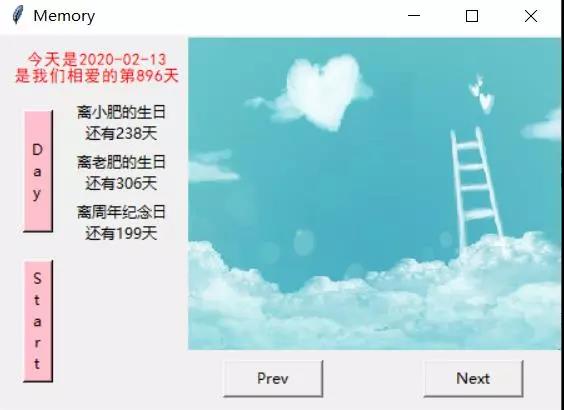 Memory
今天是2020-02-13
是我们相爱的第896天
Day
离小肥的生日
还有238天
离老肥的生日
还有306天
离周年纪念日
还有199天
Start
Prev
Next